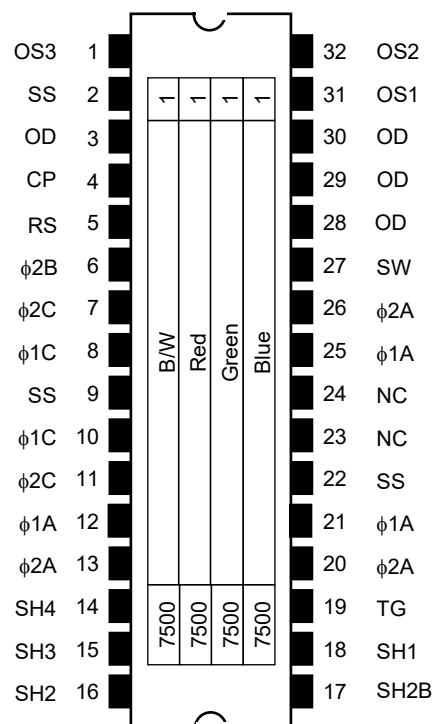 OS3 1 32 OS2
SS 2 1 1 1 1 31 OS1
OD 3 30 OD
CP 4 29 OD
RS 5 28 OD
ϕ2B 6 27 SW
ϕ2C 7 26 ϕ2A
ϕ1C 8 B/W Red Green Blue 25 ϕ1A
SS 9 24 NC
ϕ1C 10 23 NC
ϕ2C 11 22 SS
ϕ1A 12 21 ϕ1A
ϕ2A 13 20 ϕ2A
SH4 14 7500 7500 7500 7500 19 TG
SH3 15 18 SH1
SH2 16 17 SH2B